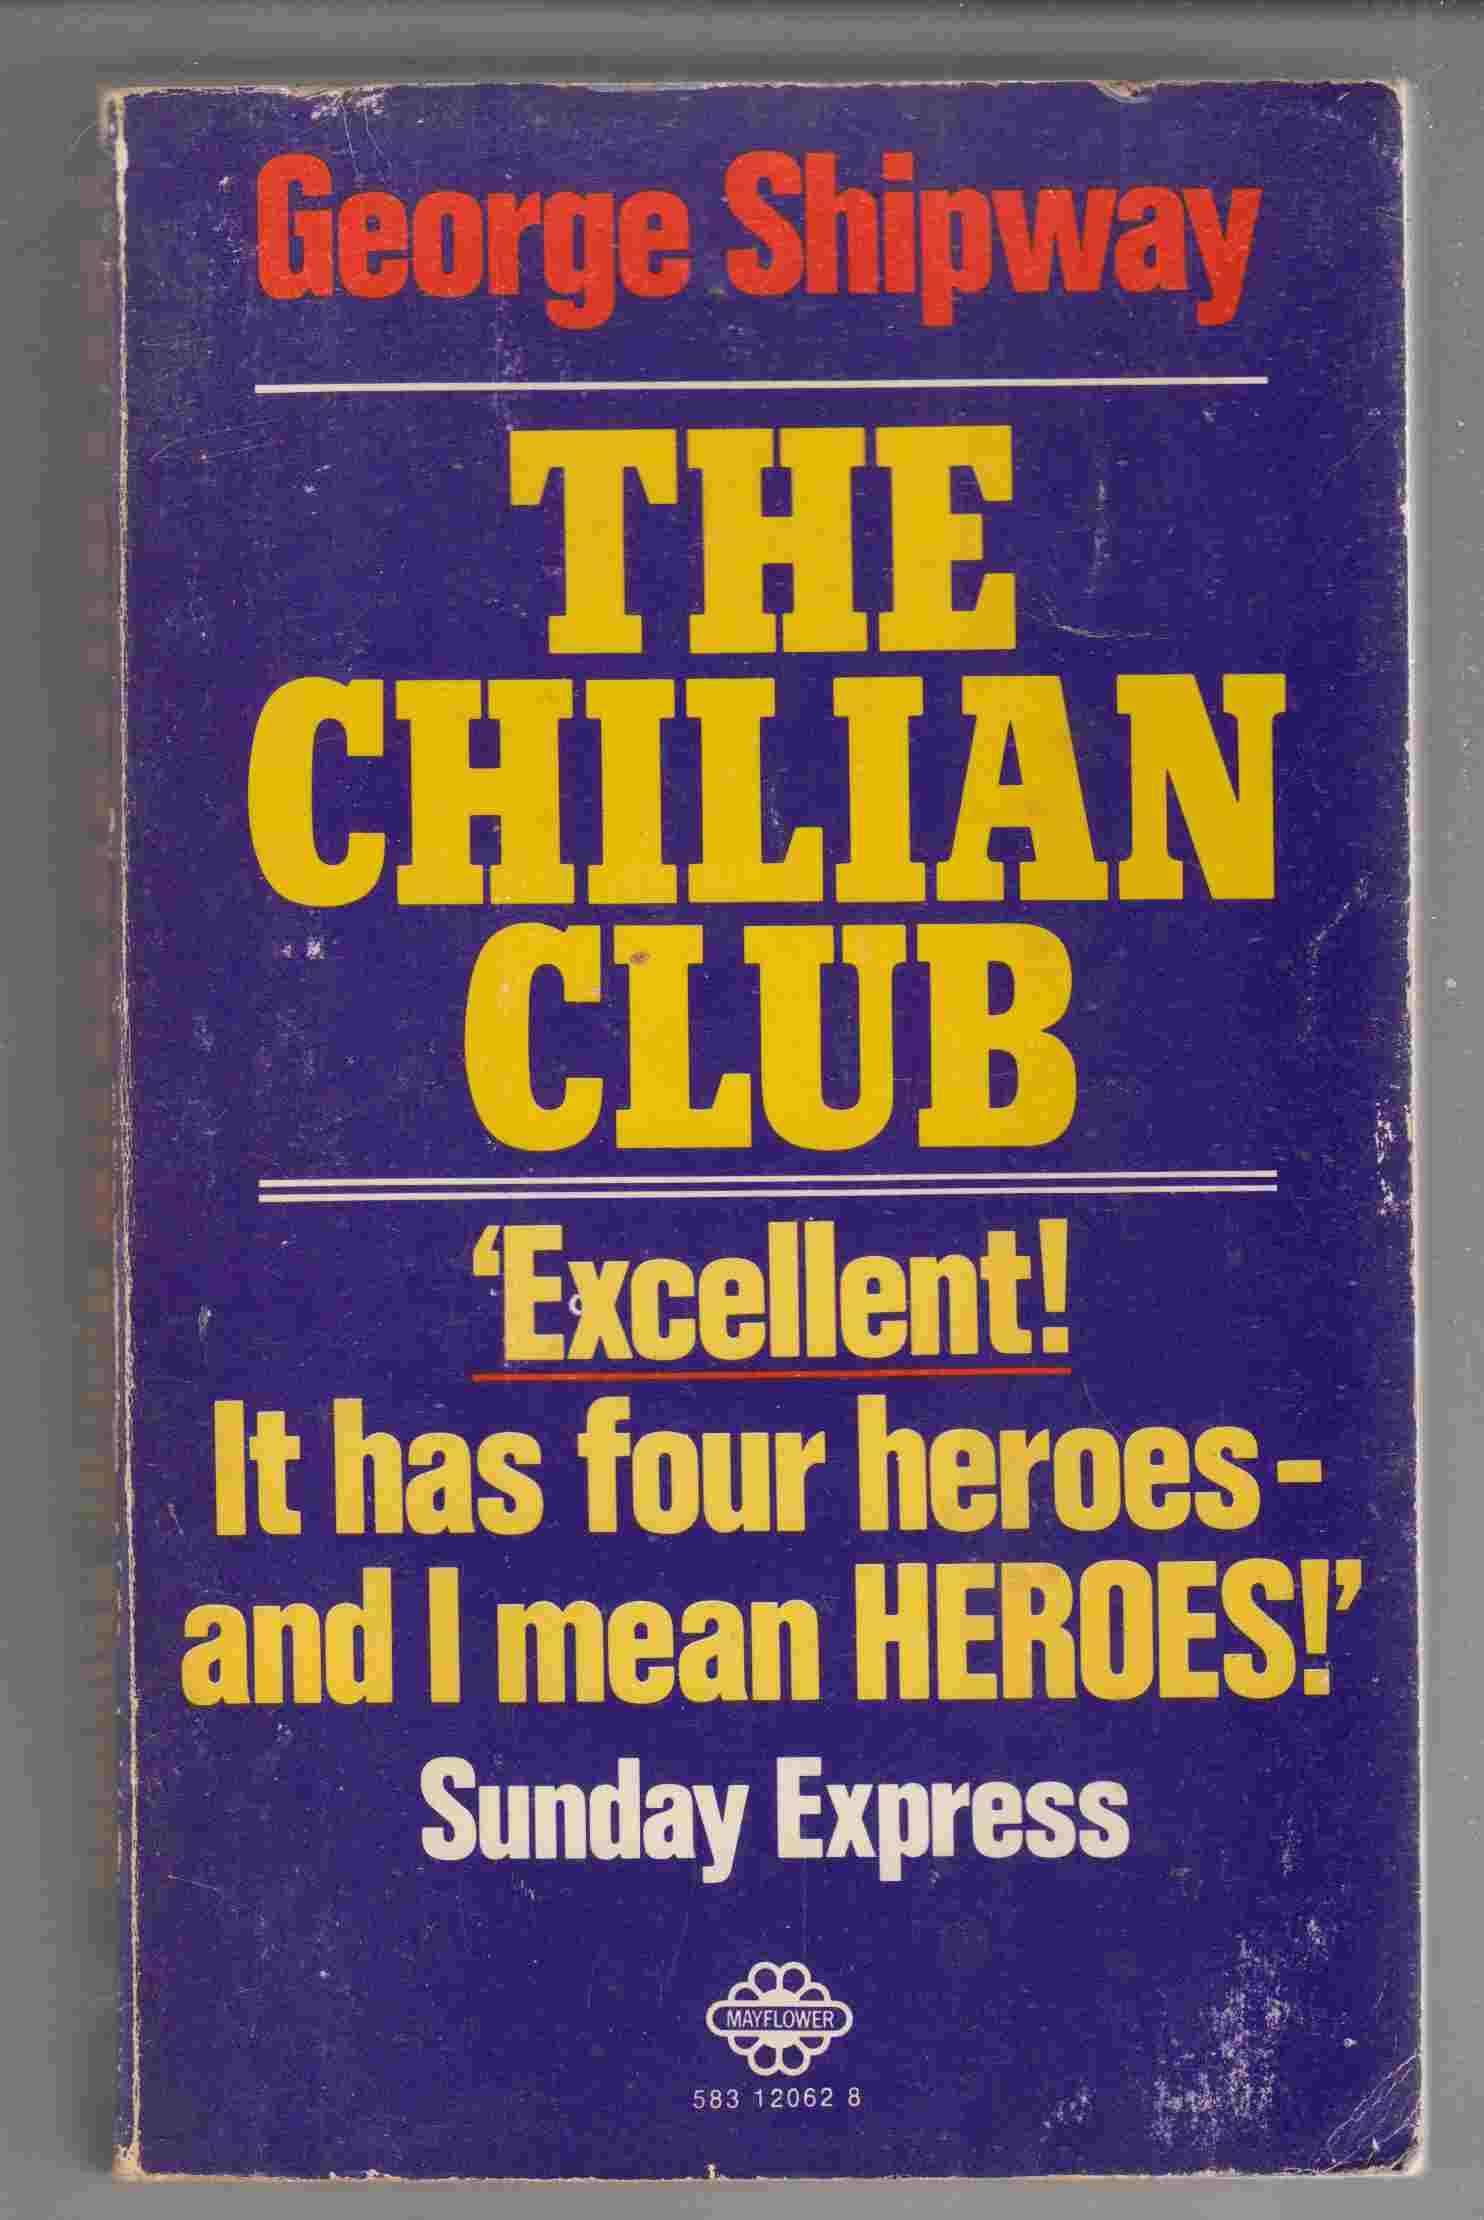 George Shipway
THE
CHILIAN
CLUB
‘Excellent!
It has four heroes-
and I mean HEROES!’
Sunday Express
MAYFLOWER
583 12062 8